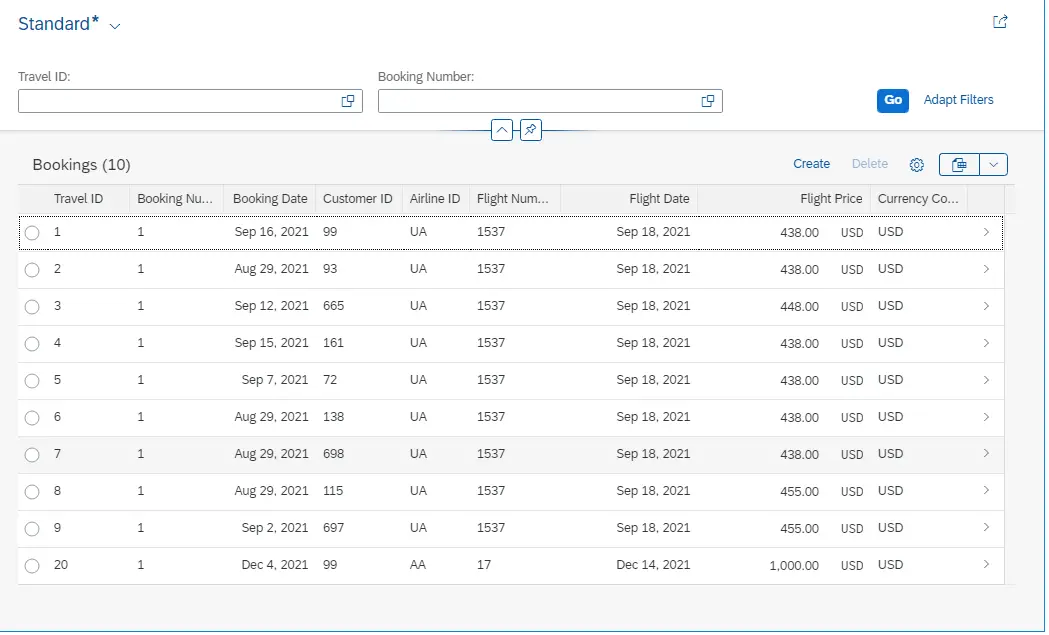 Standard*
Travel ID: Booking Number:
Go Adapt Filters
Bookings (10) Create Delete
Travel ID Booking Nu... Booking Date Customer ID Airline ID Flight Num... Flight Date Flight Price Currency Co...
1 1 Sep 16, 2021 99 UA 1537 Sep 18, 2021 438.00 USD USD
2 1 Aug 29, 2021 93 UA 1537 Sep 18, 2021 438.00 USD USD
3 1 Sep 12, 2021 665 UA 1537 Sep 18, 2021 448.00 USD USD
4 1 Sep 15, 2021 161 UA 1537 Sep 18, 2021 438.00 USD USD
5 1 Sep 7, 2021 72 UA 1537 Sep 18, 2021 438.00 USD USD
6 1 Aug 29, 2021 138 UA 1537 Sep 18, 2021 438.00 USD USD
7 1 Aug 29, 2021 698 UA 1537 Sep 18, 2021 438.00 USD USD
8 1 Aug 29, 2021 115 UA 1537 Sep 18, 2021 455.00 USD USD
9 1 Sep 2, 2021 697 UA 1537 Sep 18, 2021 455.00 USD USD
20 1 Dec 4, 2021 99 AA 17 Dec 14, 2021 1,000.00 USD USD